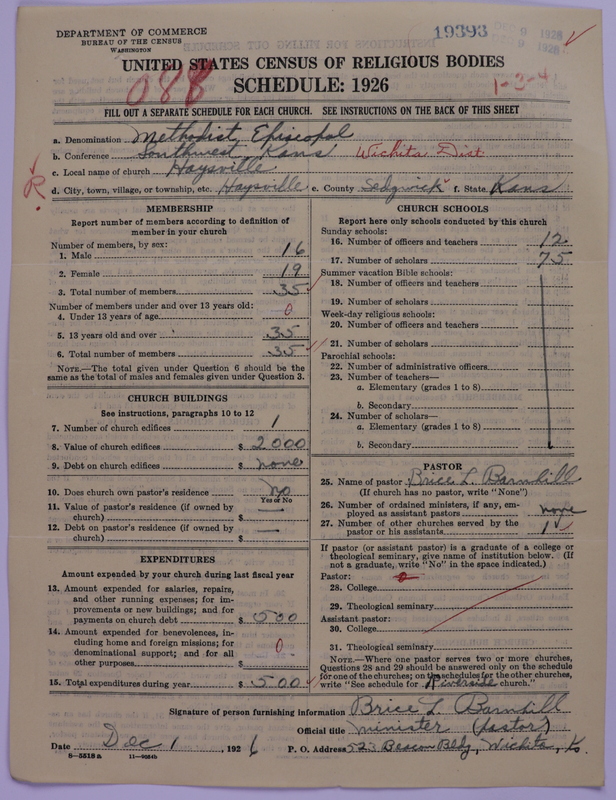 DEPARTMENT OF COMMERCE
BUREAU OF THE CENSUS
WASHINGTON
19393
9 1926
9 1926
UNITED STATES CENSUS OF RELIGIOUS BODIES
SCHEDULE: 1926
088
1-3-4
FILL OUT A SEPARATE SCHEDULE FOR EACH CHURCH. SEE INSTRUCTIONS ON THE BACK OF THIS SHEET
a. Denomination Methodist Episcopal
b. Conference Southwest Kans Wichita Dist
c. Local name of church Haysville
R
d. City, town, village, or township, etc. Haysville e. County Sedgwick f. State Kans
MEMBERSHIP
Report number of members according to definition of
member in your church
Number of members, by sex:
1. Male 16
2. Female 19
3. Total number of members 35
Number of members under and over 13 years old:
4. Under 13 years of age 0
5. 13 years old and over 35
6. Total number of members 35
NOTE.—The total given under Question 6 should be
same as the total of males and females given under Question 3.
CHURCH BUILDINGS
See instructions, paragraphs 10 to 12
7. Number of church edifices 1
8. Value of church edifices $ 2000
9. Debt on church edifices $ none
10. Does church own pastor's residence no
Yes or No
11. Value of pastor's residence (if owned by
church) $ —
12. Debt on pastor's residence (if owned by
church) $ —
EXPENDITURES
Amount expended by your church during last fiscal year
13. Amount expended for salaries, repairs,
and other running expenses; for im-
provements or new buildings; and for
payments on church debt $ 500
14. Amount expended for benevolences, in-
cluding home and foreign missions; for
denominational support; and for all
other purposes $ 0
15. Total expenditures during year $ 500
CHURCH SCHOOLS
Report here only schools conducted by this church
Sunday schools:
16. Number of officers and teachers 12
17. Number of scholars 75
Summer vacation Bible schools:
18. Number of officers and teachers
19. Number of scholars
Week-day religious schools:
20. Number of officers and teachers
21. Number of scholars
Parochial schools:
22. Number of administrative officers
23. Number of teachers—
a. Elementary (grades 1 to 8)
b. Secondary
24. Number of scholars—
a. Elementary (grades 1 to 8)
b. Secondary
PASTOR
25. Name of pastor Brice L. Barnhill
(If church has no pastor, write "None")
26. Number of ordained ministers, if any, em-
ployed as assistant pastors none
27. Number of other churches served by the
pastor or his assistants 1
If pastor (or assistant pastor) is a graduate of a college or
theological seminary, give name of institution below. (If
not a graduate, write "No" in the space indicated.)
Pastor:
28. College
29. Theological seminary
Assistant pastor:
30. College
31. Theological seminary
NOTE.—Where one pastor serves two or more churches,
Questions 28 and 29 should be answered only on the schedule
for one of the churches; on the schedules for the other churches,
write "See schedule for Riverside church."
Signature of person furnishing information Brice L Barnhill
Official title minister (pastor)
Date Dec 1, 1926 P. O. Address 523 Beacon Bldg, Wichita, Ks.
8—5518a 11—9034b